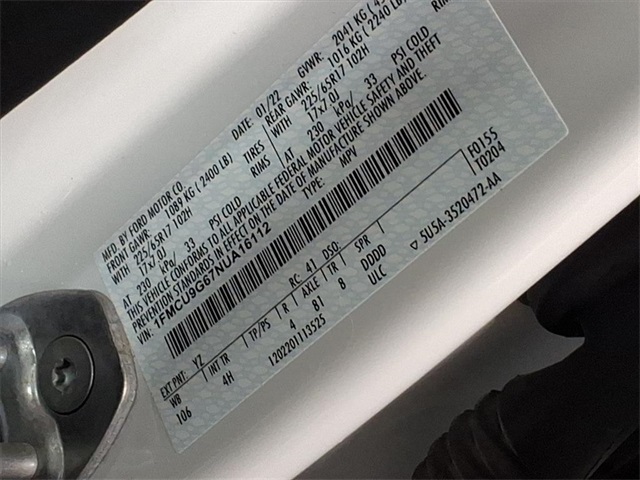 MFD. BY FORD MOTOR CO.
DATE: 01/22 GVWR: 2041 KG
FRONT GAWR: 1089 KG ( 2400 LB) REAR GAWR: 1016 KG ( 2240 LB)
WITH 225/65R17 102H TIRES WITH 225/65R17 102H
17x7.0J RIMS 17x7.0J
AT 230 kPa/ 33 PSI COLD AT 230 kPa/ 33 PSI COLD
THIS VEHICLE CONFORMS TO ALL APPLICABLE FEDERAL MOTOR VEHICLE SAFETY AND THEFT
PREVENTION STANDARDS IN EFFECT ON THE DATE OF MANUFACTURE SHOWN ABOVE.
VIN: 1FMCU9G67NUA16112 TYPE: MPV
F0155
T0204
EXT PNT: YZ RC: 41 DSO:
WB INT TR TP/PS R AXLE TR SPR
106 4H 4 B1 8 DDDD
1202201113525 ULC
▽ 5U5A-3520472-AA